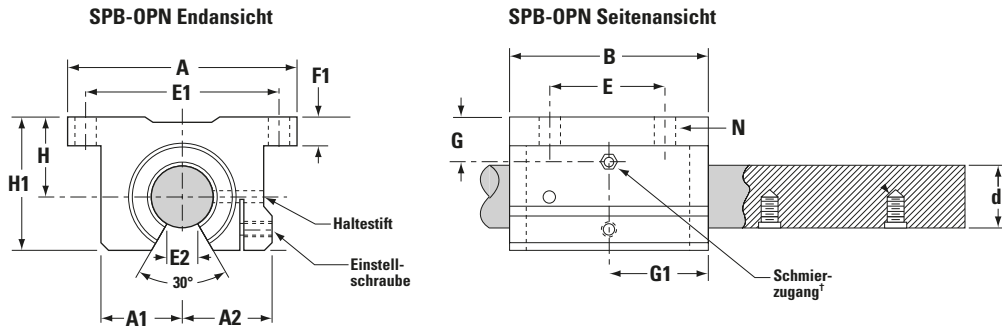 SPB-OPN Endansicht
A
E1
F1
H
H1
E2
30°
A1
A2
Haltestift
Einstell-
schraube
SPB-OPN Seitenansicht
B
E
G
N
d
G1
Schmier-
zugang†